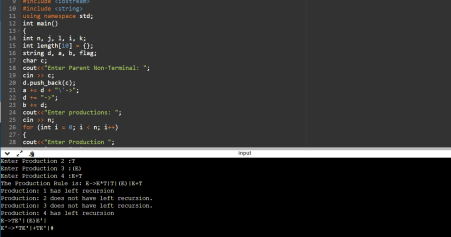 9 #include <iostream>
10 #include <string>
11 using namespace std;
12 int main()
13 {
14 int n, j, l, i, k;
15 int length[10] = {};
16 string d, a, b, flag;
17 char c;
18 cout<<"Enter Parent Non-Terminal: ";
19 cin >> c;
20 d.push_back(c);
21 a += d + "\'->";
22 d += "->";
23 b += d;
24 cout<<"Enter productions: ";
25 cin >> n;
26 for (int i = 0; i < n; i++)
27 {
28 cout<<"Enter Production ";
input
Enter Production 2 :T
Enter Production 3 :(E)
Enter Production 4 :E+T
The Production Rule is: E->E*T|T|(E)|E+T
Production: 1 has left recursion
Production: 2 does not have left recursion.
Production: 3 does not have left recursion.
Production: 4 has left recursion
E->TE'|(E)E'|
E'->*TE'|+TE'|#